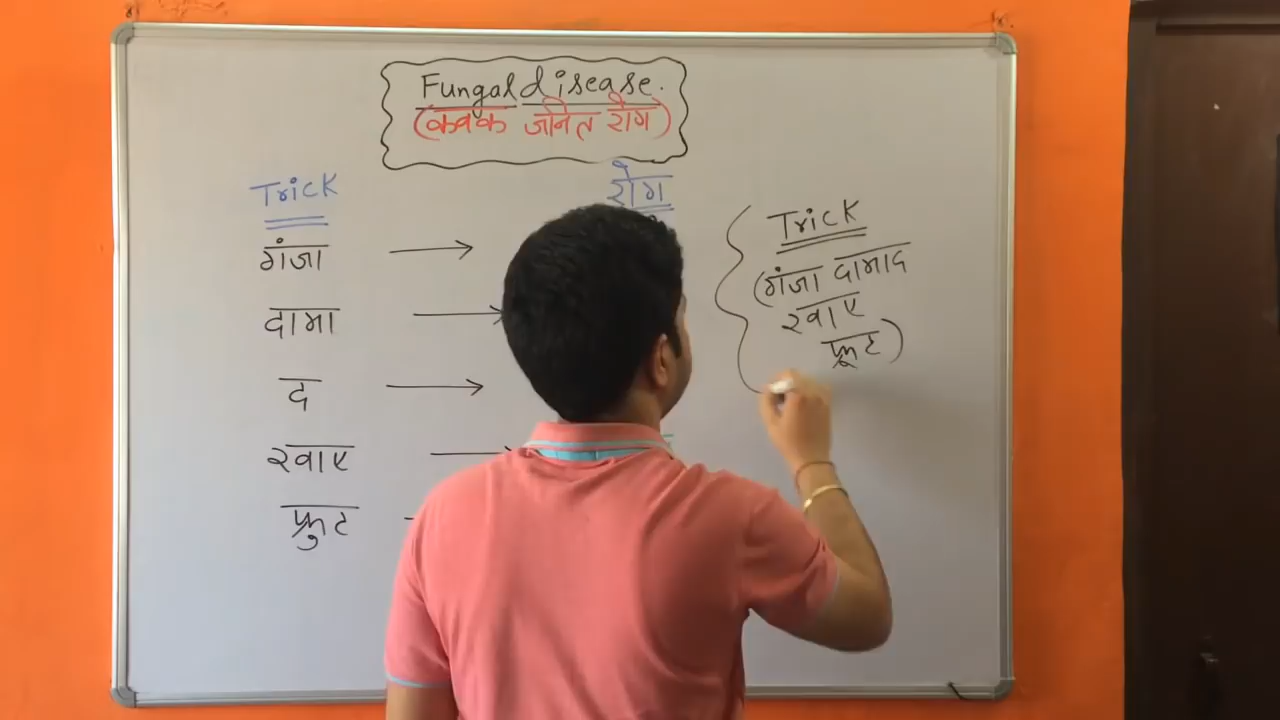 Fungal disease.
(कवक जनित रोग)
Trick
रोग
गंजा
दामा
द
खाए
फ्रुट
Trick
(गंजा दामाद
खाए
फ्रूट)